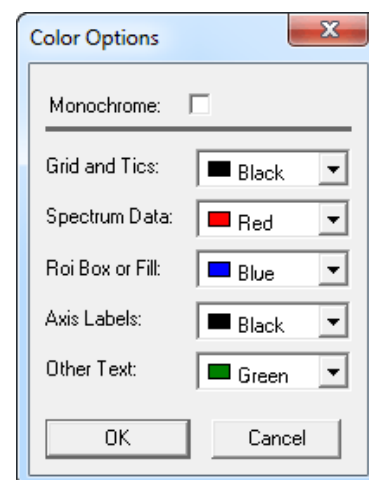 Color Options
Monochrome:
Grid and Tics: Black
Spectrum Data: Red
Roi Box or Fill: Blue
Axis Labels: Black
Other Text: Green
OK Cancel